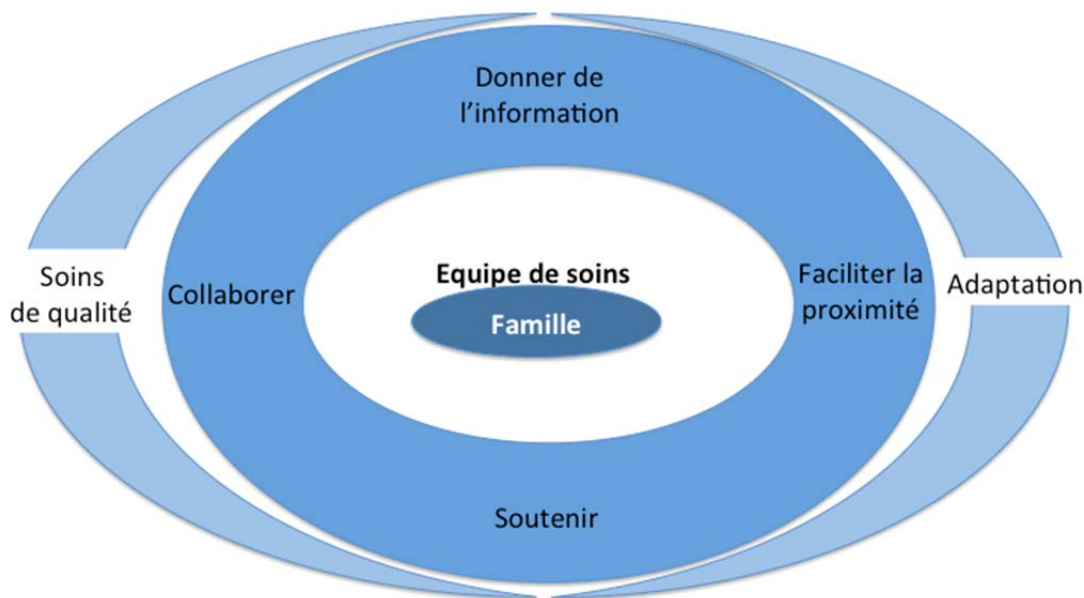 Donner de
l’information
Soins
de qualité
Collaborer
Equipe de soins
Famille
Faciliter la
proximité
Adaptation
Soutenir